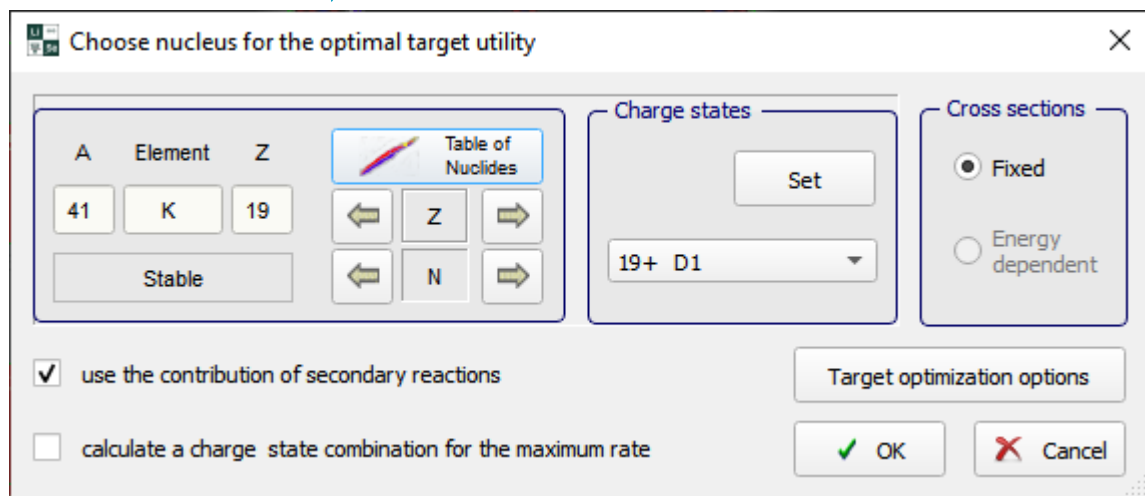 Choose nucleus for the optimal target utility
A Element Z
41 K 19
Stable
Table of
Nuclides
Z
N
Charge states
Set
19+ D1
Cross sections
Fixed
Energy
dependent
use the contribution of secondary reactions
Target optimization options
calculate a charge state combination for the maximum rate
OK
Cancel